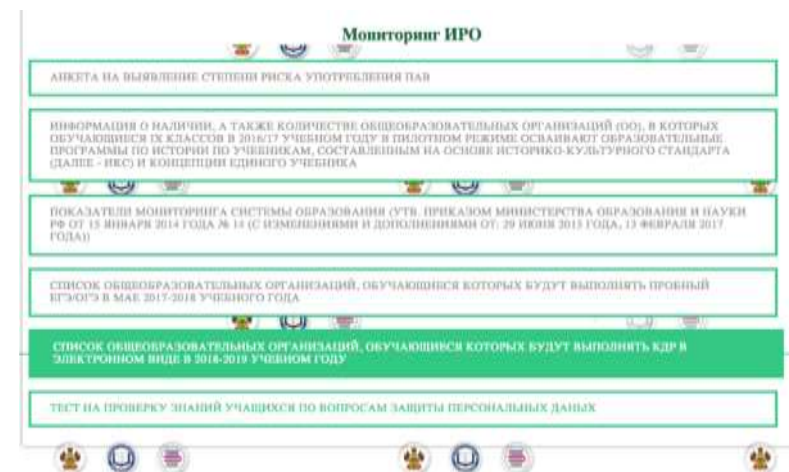 Мониторинг ИРО
АНКЕТА НА ВЫЯВЛЕНИЕ СТЕПЕНИ РИСКА УПОТРЕБЛЕНИЯ ПАВ
ИНФОРМАЦИЯ О НАЛИЧИИ, А ТАКЖЕ КОЛИЧЕСТВЕ ОБЩЕОБРАЗОВАТЕЛЬНЫХ ОРГАНИЗАЦИЙ (ОО), В КОТОРЫХ
ОБУЧАЮЩИЕСЯ IX КЛАССОВ В 2016/17 УЧЕБНОМ ГОДУ В ПИЛОТНОМ РЕЖИМЕ ОСВАИВАЮТ ОБРАЗОВАТЕЛЬНЫЕ
ПРОГРАММЫ ПО ИСТОРИИ ПО УЧЕБНИКАМ, СОСТАВЛЕННЫМ НА ОСНОВЕ ИСТОРИКО-КУЛЬТУРНОГО СТАНДАРТА
(ДАЛЕЕ - ИКС) И КОНЦЕПЦИИ ЕДИНОГО УЧЕБНИКА
ПОКАЗАТЕЛИ МОНИТОРИНГА СИСТЕМЫ ОБРАЗОВАНИЯ (УТВ. ПРИКАЗОМ МИНИСТЕРСТВА ОБРАЗОВАНИЯ И НАУКИ
РФ ОТ 15 ЯНВАРЯ 2014 ГОДА № 14 (С ИЗМЕНЕНИЯМИ И ДОПОЛНЕНИЯМИ ОТ: 29 ИЮНЯ 2015 ГОДА, 13 ФЕВРАЛЯ 2017
ГОДА))
СПИСОК ОБЩЕОБРАЗОВАТЕЛЬНЫХ ОРГАНИЗАЦИЙ, ОБУЧАЮЩИЕСЯ КОТОРЫХ БУДУТ ВЫПОЛНЯТЬ ПРОБНЫЙ
ЕГЭ/ОГЭ В МАЕ 2017-2018 УЧЕБНОГО ГОДА
СПИСОК ОБЩЕОБРАЗОВАТЕЛЬНЫХ ОРГАНИЗАЦИЙ, ОБУЧАЮЩИЕСЯ КОТОРЫХ БУДУТ ВЫПОЛНЯТЬ КДР В
ЭЛЕКТРОННОМ ВИДЕ В 2018-2019 УЧЕБНОМ ГОДУ
ТЕСТ НА ПРОВЕРКУ ЗНАНИЙ УЧАЩИХСЯ ПО ВОПРОСАМ ЗАЩИТЫ ПЕРСОНАЛЬНЫХ ДАНЫХ